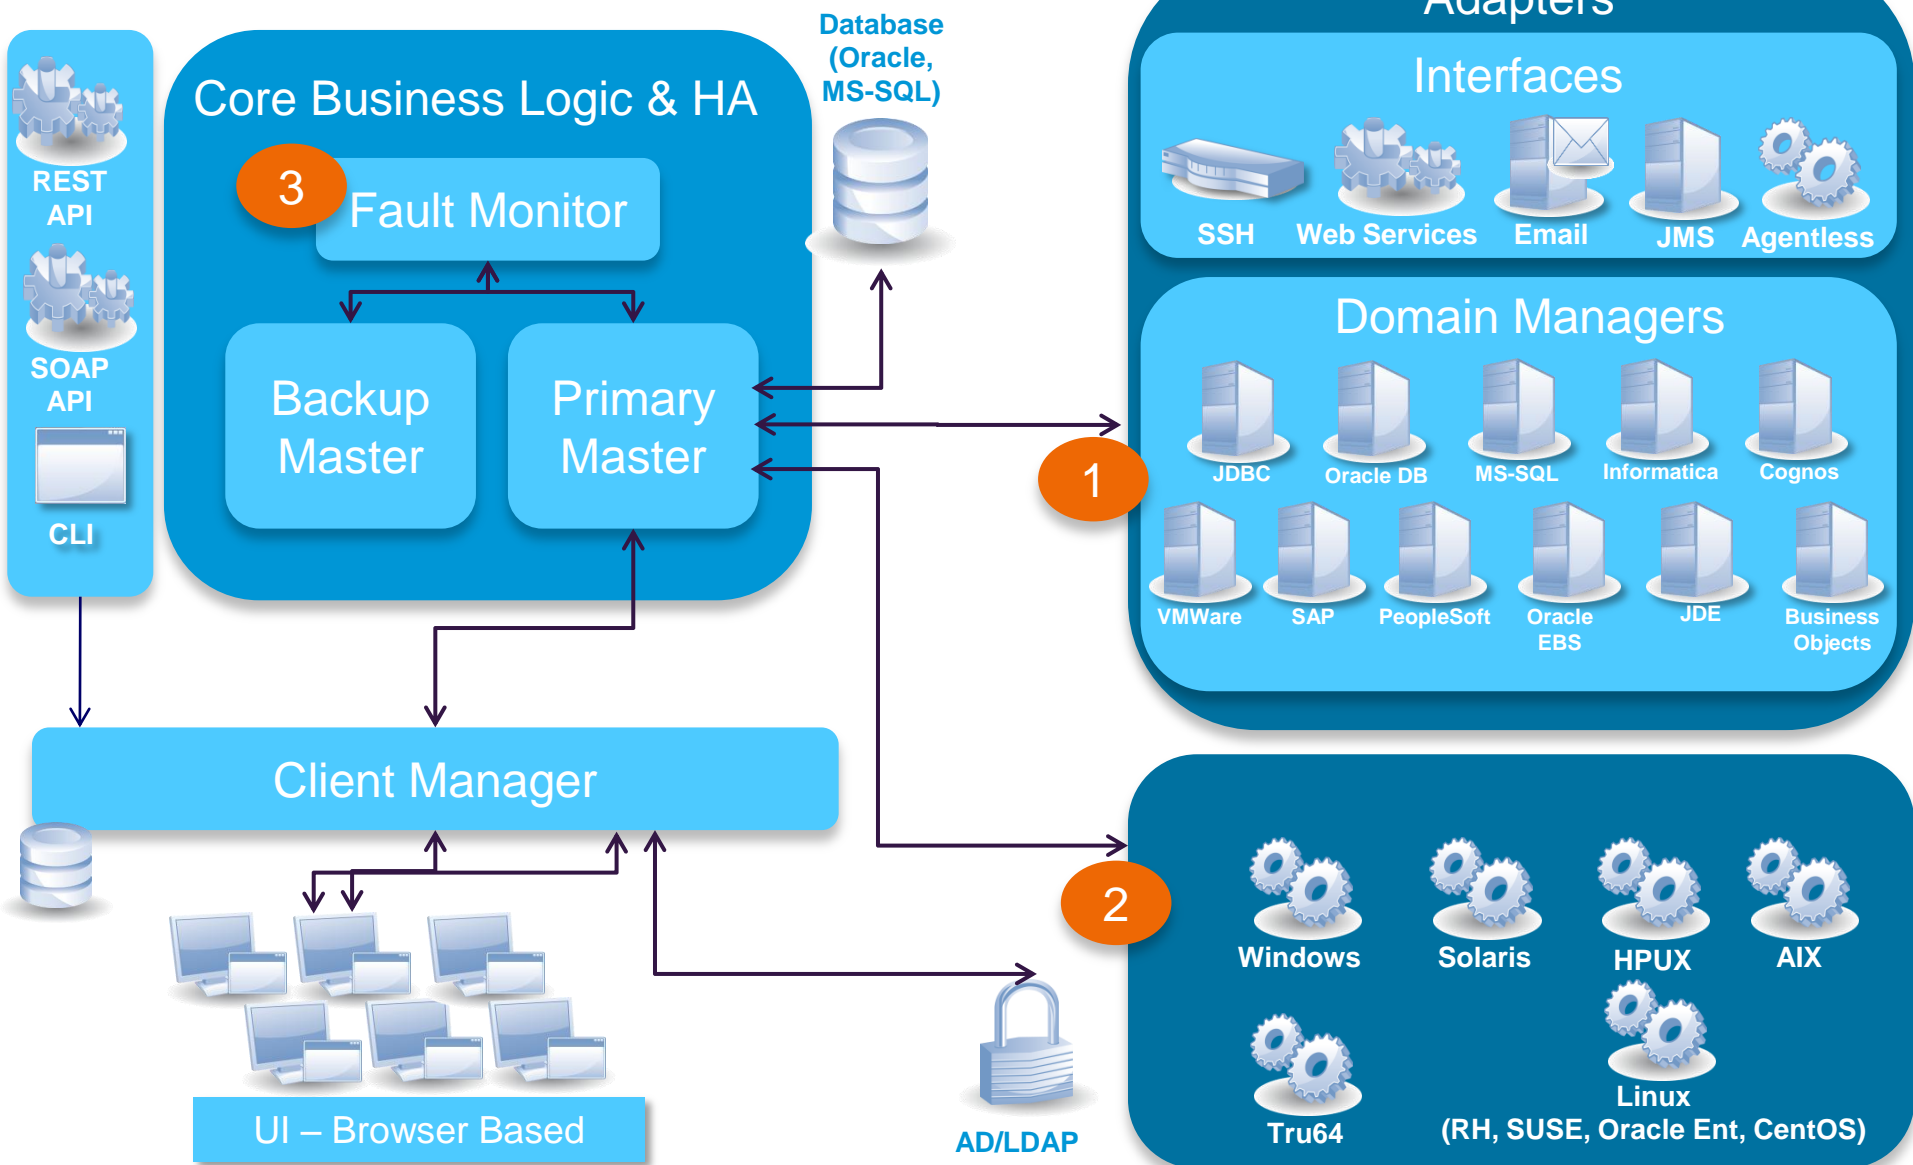 REST
API
SOAP
API
CLI
Core Business Logic & HA
3
Fault Monitor
Backup
Master
Primary
Master
Database
(Oracle,
MS-SQL)
Adapters
Interfaces
SSH
Web Services
Email
JMS
Agentless
Domain Managers
JDBC
Oracle DB
MS-SQL
Informatica
Cognos
1
VMWare
SAP
PeopleSoft
Oracle
EBS
JDE
Business
Objects
Client Manager
2
Windows
Solaris
HPUX
AIX
Tru64
Linux
(RH, SUSE, Oracle Ent, CentOS)
UI – Browser Based
AD/LDAP